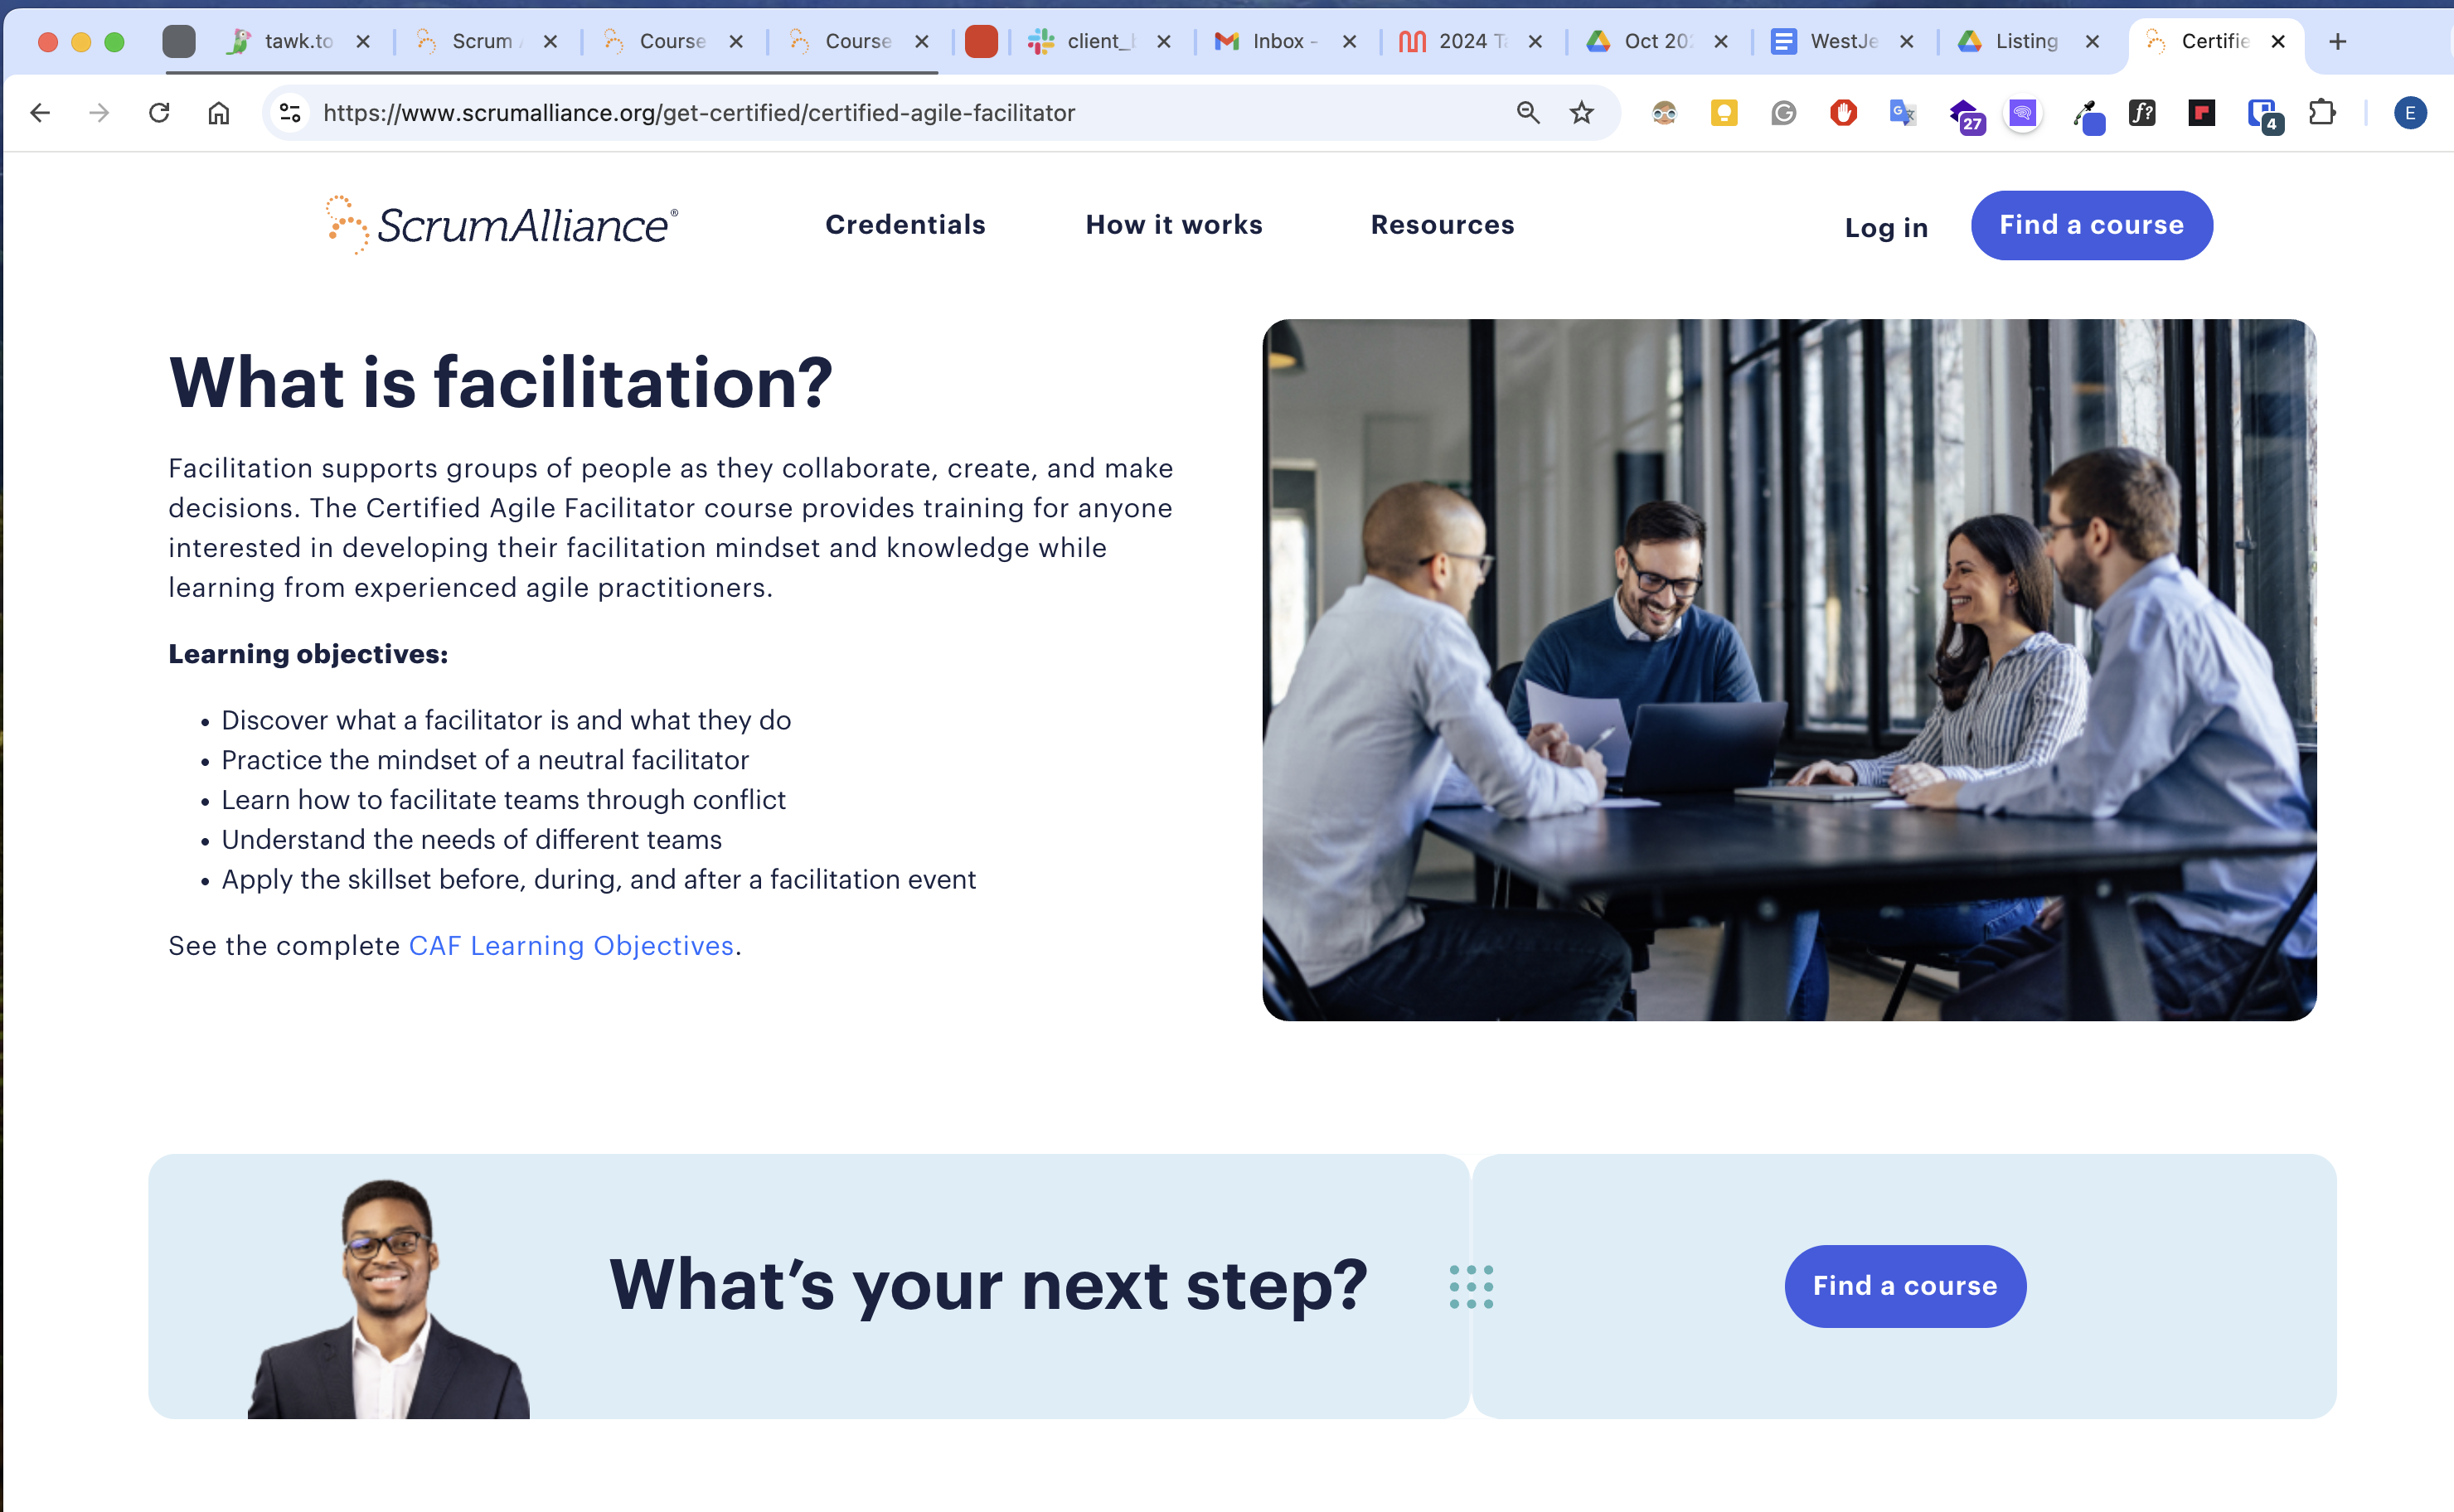 tawk.to
Scrum
Course
Course
client_
Inbox -
2024
Oct 20
WestJe
Listing
Certifie
https://www.scrumalliance.org/get-certified/certified-agile-facilitator
27
f?
4
E
ScrumAlliance®
Credentials
How it works
Resources
Log in
Find a course
What is facilitation?
Facilitation supports groups of people as they collaborate, create, and make
decisions. The Certified Agile Facilitator course provides training for anyone
interested in developing their facilitation mindset and knowledge while
learning from experienced agile practitioners.
Learning objectives:
• Discover what a facilitator is and what they do
• Practice the mindset of a neutral facilitator
• Learn how to facilitate teams through conflict
• Understand the needs of different teams
• Apply the skillset before, during, and after a facilitation event
See the complete CAF Learning Objectives.
What’s your next step?
Find a course